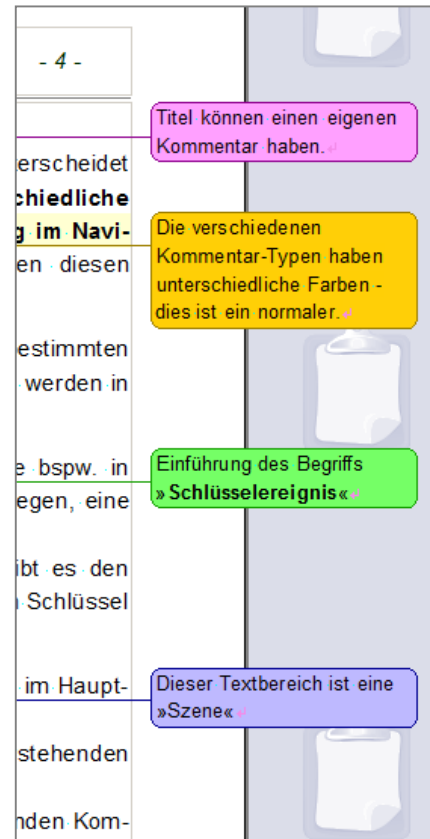 - 4 -
Titel können einen eigenen
Kommentar haben.
erscheidet
chiedliche
g im Navi-
en diesen
Die verschiedenen
Kommentar-Typen haben
unterschiedliche Farben -
dies ist ein normaler.
estimmten
werden in
e bspw. in
egen, eine
Einführung des Begriffs
»Schlüsselereignis«
ibt es den
Schlüssel
im Haupt-
Dieser Textbereich ist eine
»Szene«
stehenden
nden Kom-